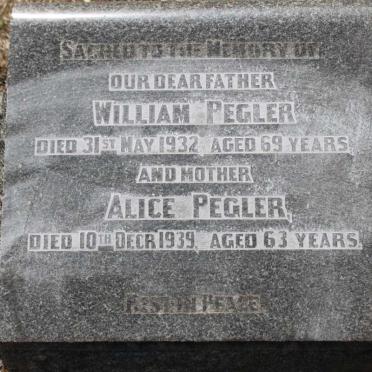 SACRED TO THE MEMORY OF
OUR DEAR FATHER
WILLIAM PEGLER
DIED 31ST MAY 1932, AGED 69 YEARS
AND MOTHER
ALICE PEGLER,
DIED 10TH DECR 1939, AGED 63 YEARS.
REST IN PEACE.